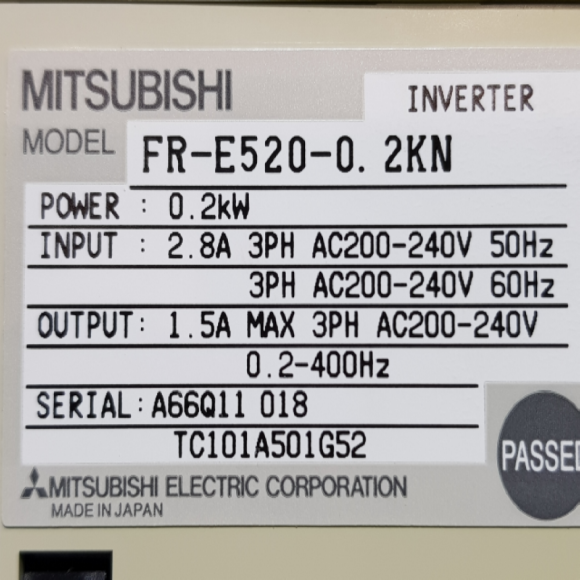 MITSUBISHI
INVERTER
MODEL FR-E520-0.2KN
POWER : 0.2kW
INPUT : 2.8A 3PH AC200-240V 50Hz
3PH AC200-240V 60Hz
OUTPUT: 1.5A MAX 3PH AC200-240V
0.2-400Hz
SERIAL: A66Q11 018
TC101A501G52
PASSED
MITSUBISHI ELECTRIC CORPORATION
MADE IN JAPAN